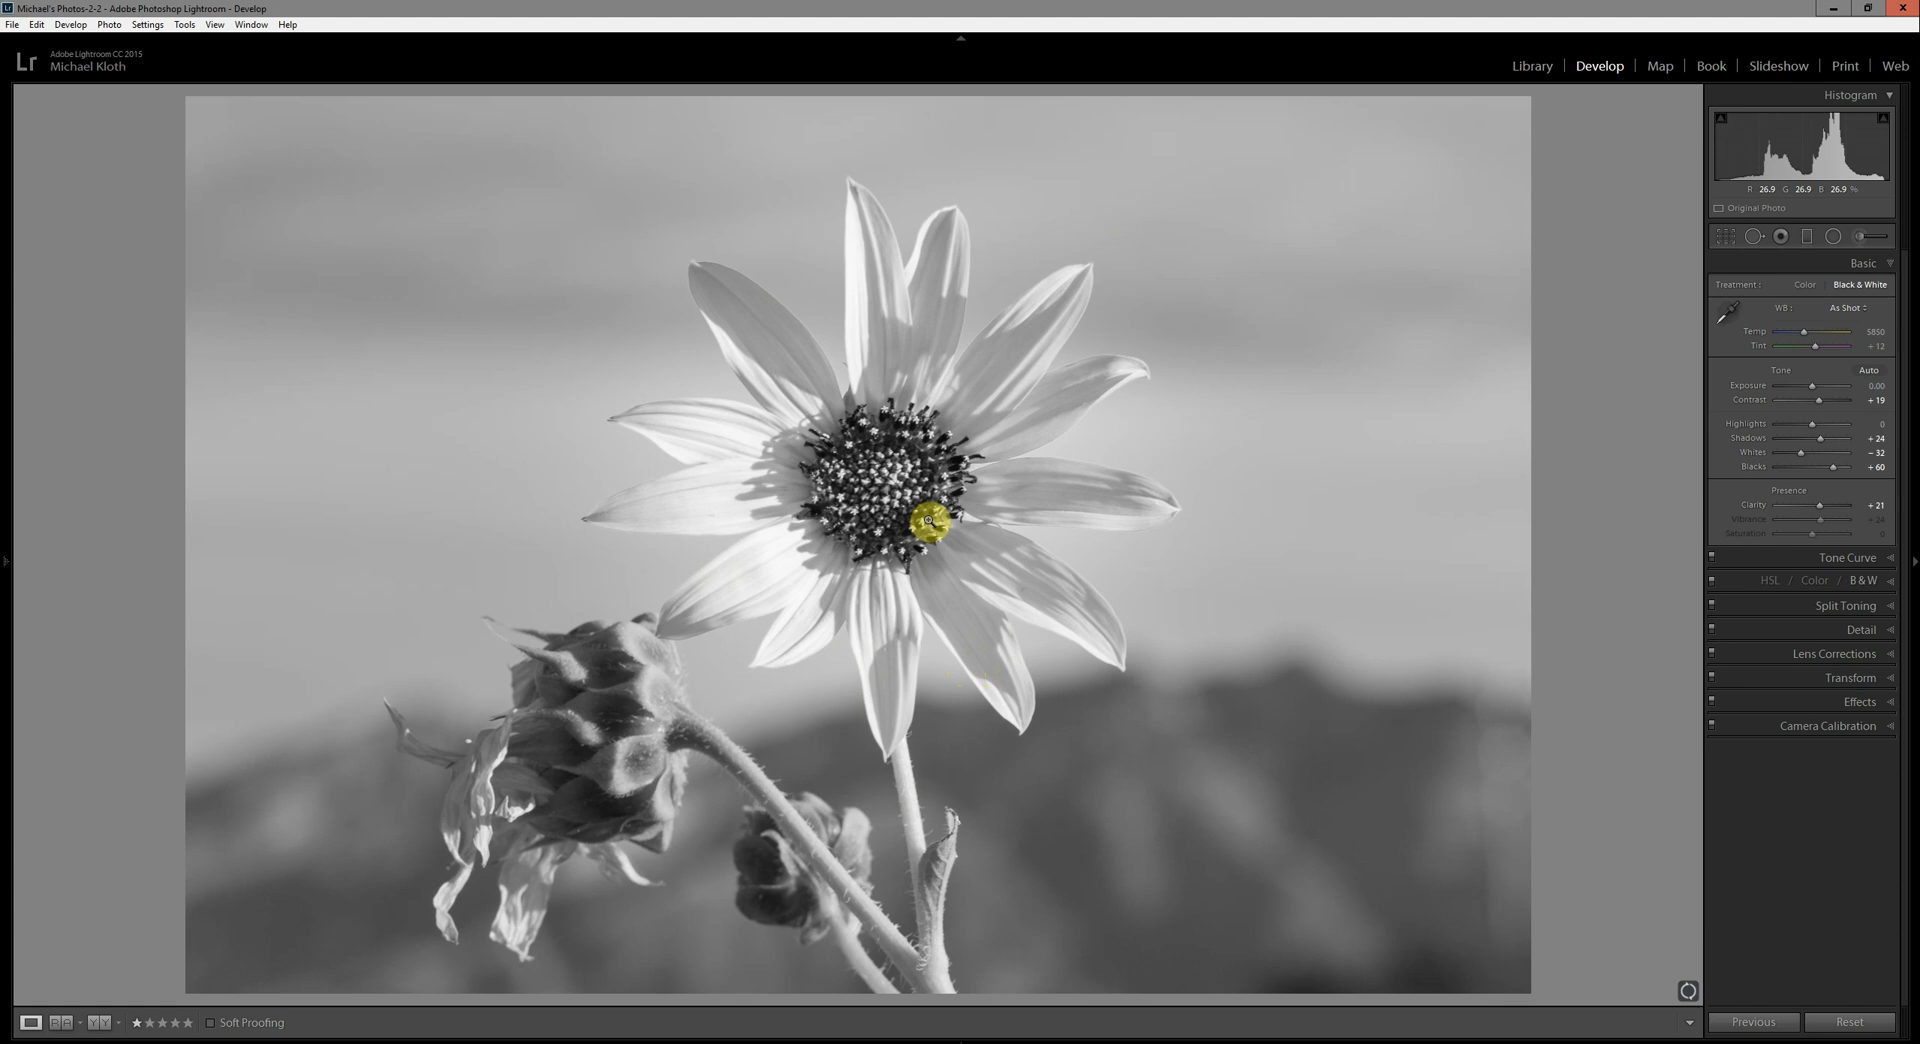 Lr Michael's Photos-2-2 - Adobe Photoshop Lightroom - Develop
File Edit Develop Photo Settings Tools View Window Help
Lr
Adobe Lightroom CC 2015
Michael Kloth
Library | Develop | Map | Book | Slideshow | Print | Web
Histogram
R 26.9 G 26.9 B 26.9 %
Original Photo
Basic
Treatment : Color Black & White
WB : As Shot
Temp 5850
Tint + 12
Tone Auto
Exposure 0.00
Contrast + 19
Highlights 0
Shadows + 24
Whites − 32
Blacks + 60
Presence
Clarity + 21
Vibrance + 24
Saturation 0
Tone Curve
HSL / Color / B & W
Split Toning
Detail
Lens Corrections
Transform
Effects
Camera Calibration
R A Y Y Soft Proofing
Previous Reset